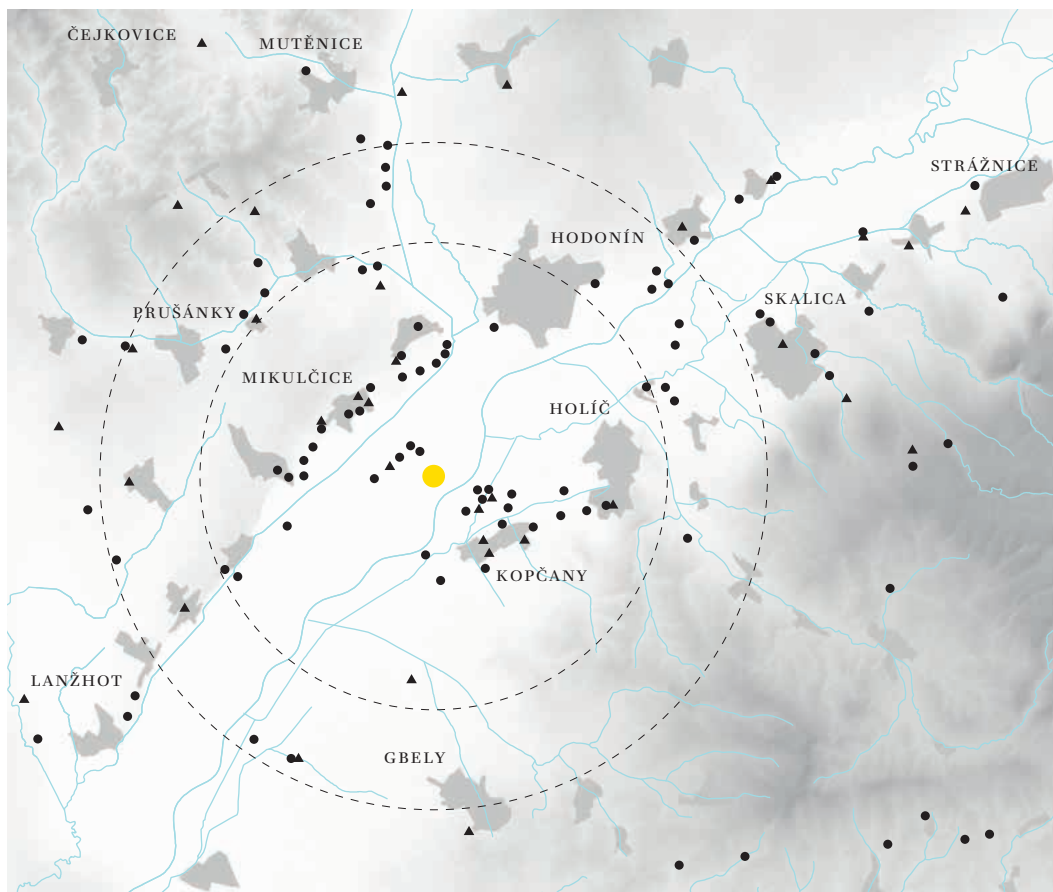 ČEJKOVICE
MUTĚNICE
STRÁŽNICE
HODONÍN
SKALICA
PRUŠÁNKY
MIKULČICE
HOLÍČ
KOPČANY
LANŽHOT
GBELY